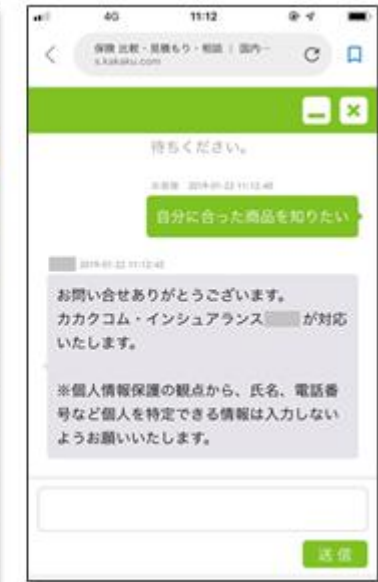 4G 11:12
保険 比較・見積もり・相談 | 国内…
s.kakaku.com
待ちください。
2019-01-22 11:12:40
自分に合った商品を知りたい
2019-01-22 11:12:42
お問い合せありがとうございます。
カカクコム・インシュアランス が対応
いたします。
※個人情報保護の観点から、氏名、電話番
号など個人を特定できる情報は入力しない
ようお願いいたします。
送信